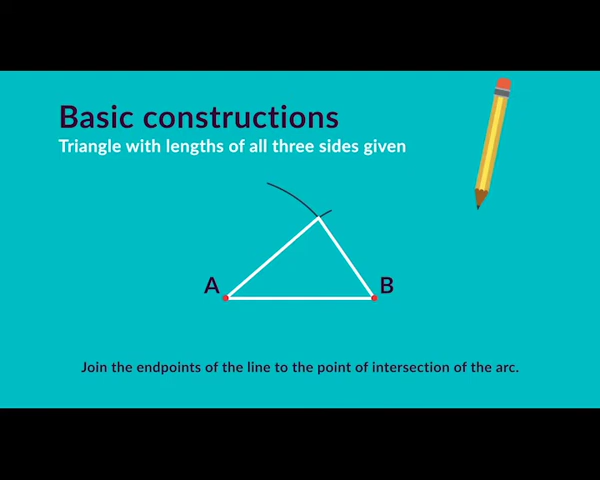 Basic constructions
Triangle with lengths of all three sides given
A
B
Join the endpoints of the line to the point of intersection of the arc.